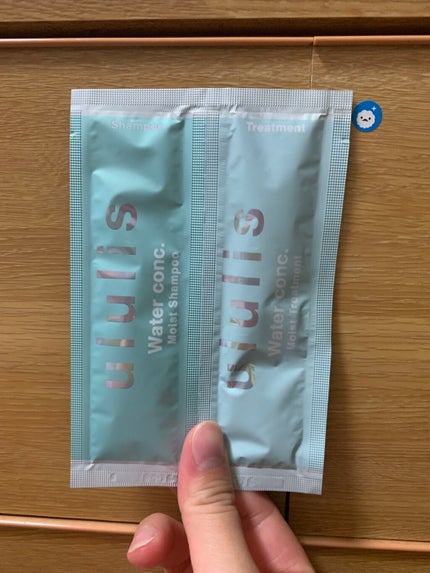 Shampoo
Treatment
ululis
Water conc.
Moist Shampoo
ululis
Water conc.
Moist Treatment